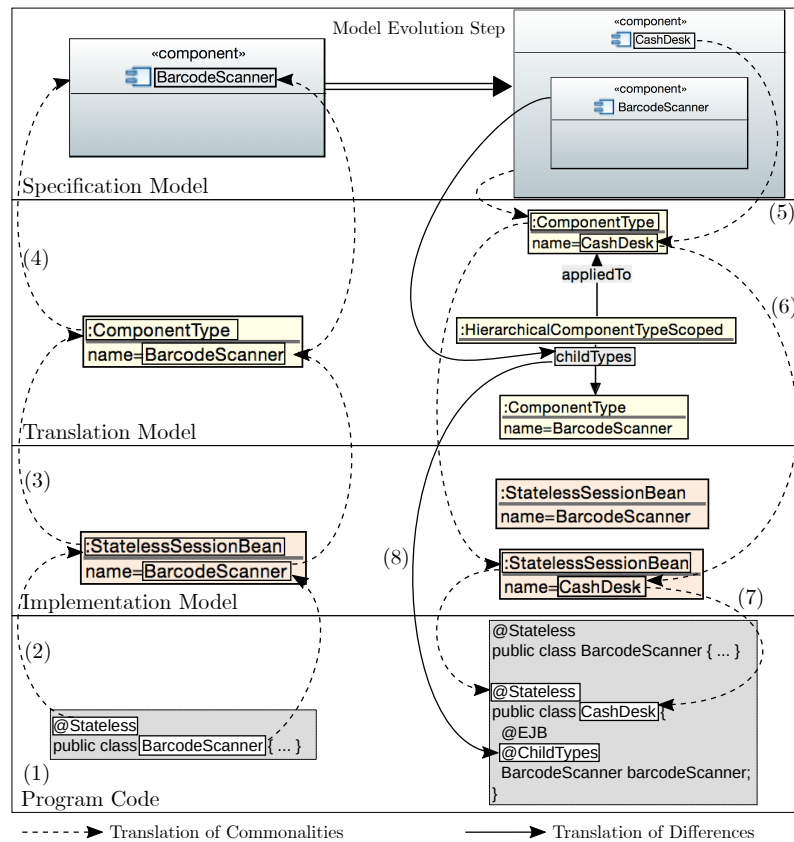 Model Evolution Step
«component»
BarcodeScanner
«component»
CashDesk
«component»
BarcodeScanner
Specification Model
(4)
:ComponentType
name=BarcodeScanner
(5)
:ComponentType
name=CashDesk
appliedTo
(6)
:HierarchicalComponentTypeScoped
childTypes
:ComponentType
name=BarcodeScanner
Translation Model
(3)
:StatelessSessionBean
name=BarcodeScanner
:StatelessSessionBean
name=BarcodeScanner
(8)
:StatelessSessionBean
name=CashDesk
(7)
Implementation Model
(2)
@Stateless
public class BarcodeScanner { ... }
(1)
@Stateless
public class BarcodeScanner { ... }
@Stateless
public class CashDesk {
@EJB
@ChildTypes
BarcodeScanner barcodeScanner;
}
Program Code
Translation of Commonalities
Translation of Differences